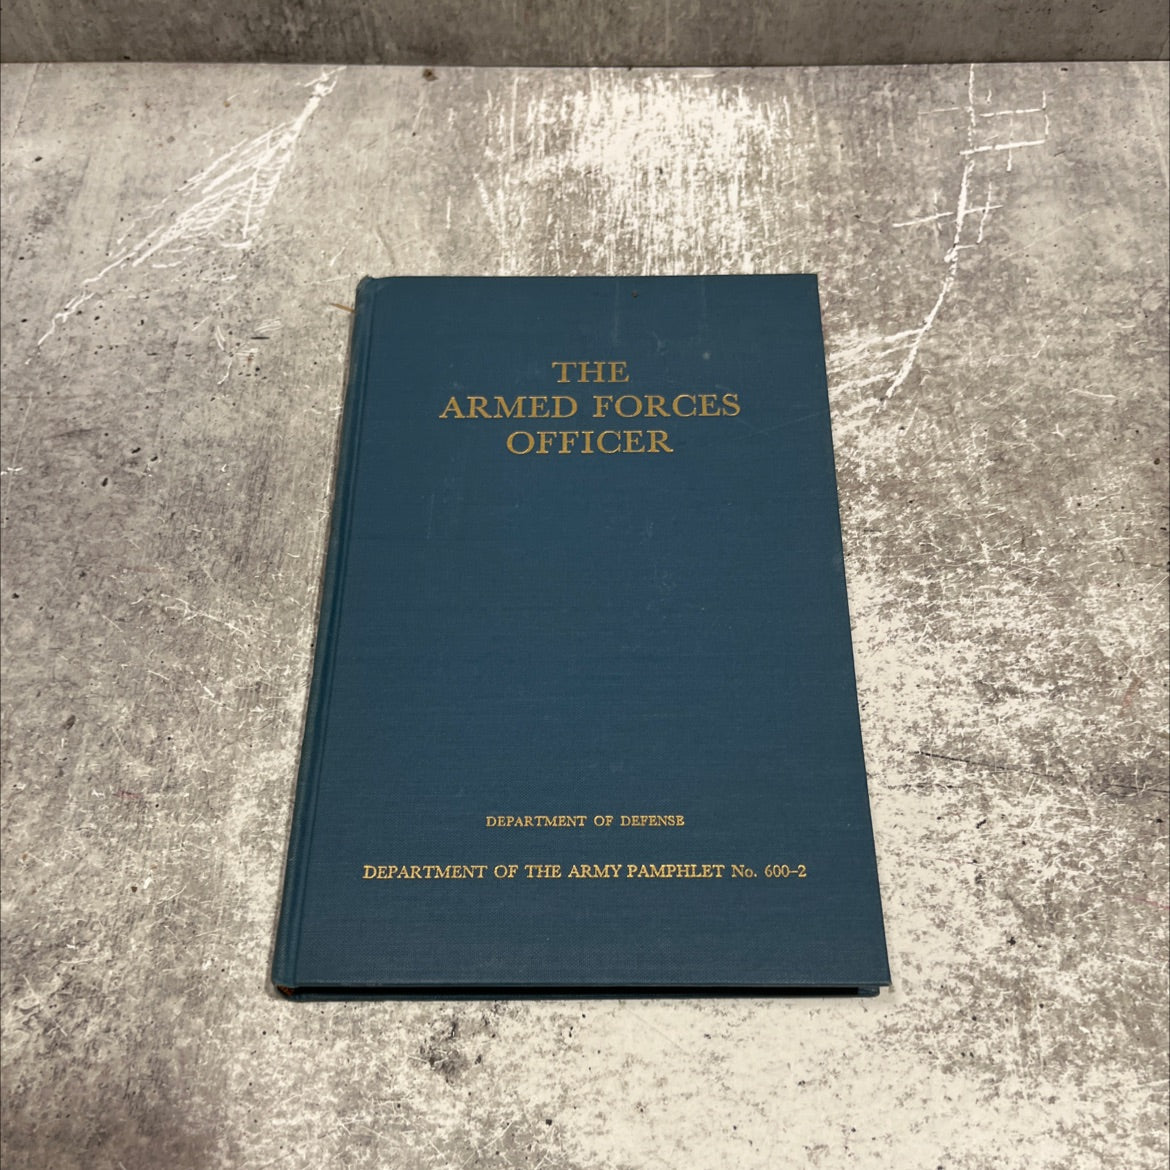 THE
ARMED FORCES
OFFICER
DEPARTMENT OF DEFENSE
DEPARTMENT OF THE ARMY PAMPHLET No. 600–2